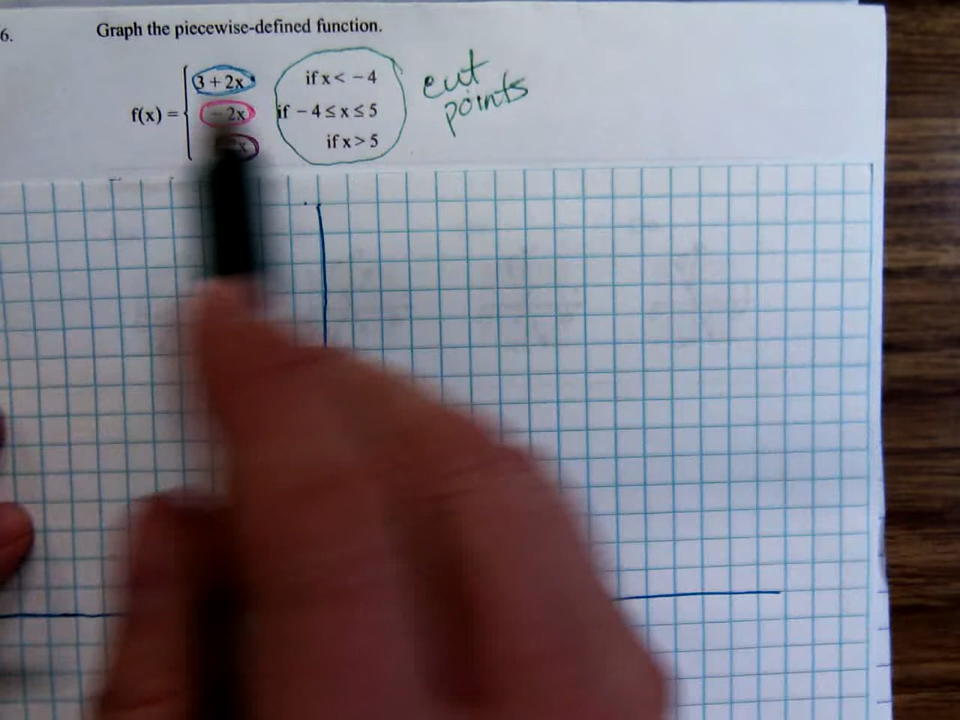 6. Graph the piecewise-defined function.
3 + 2x if x < -4
f(x) = { -2x if -4 ≤ x ≤ 5
x if x > 5
cut
points